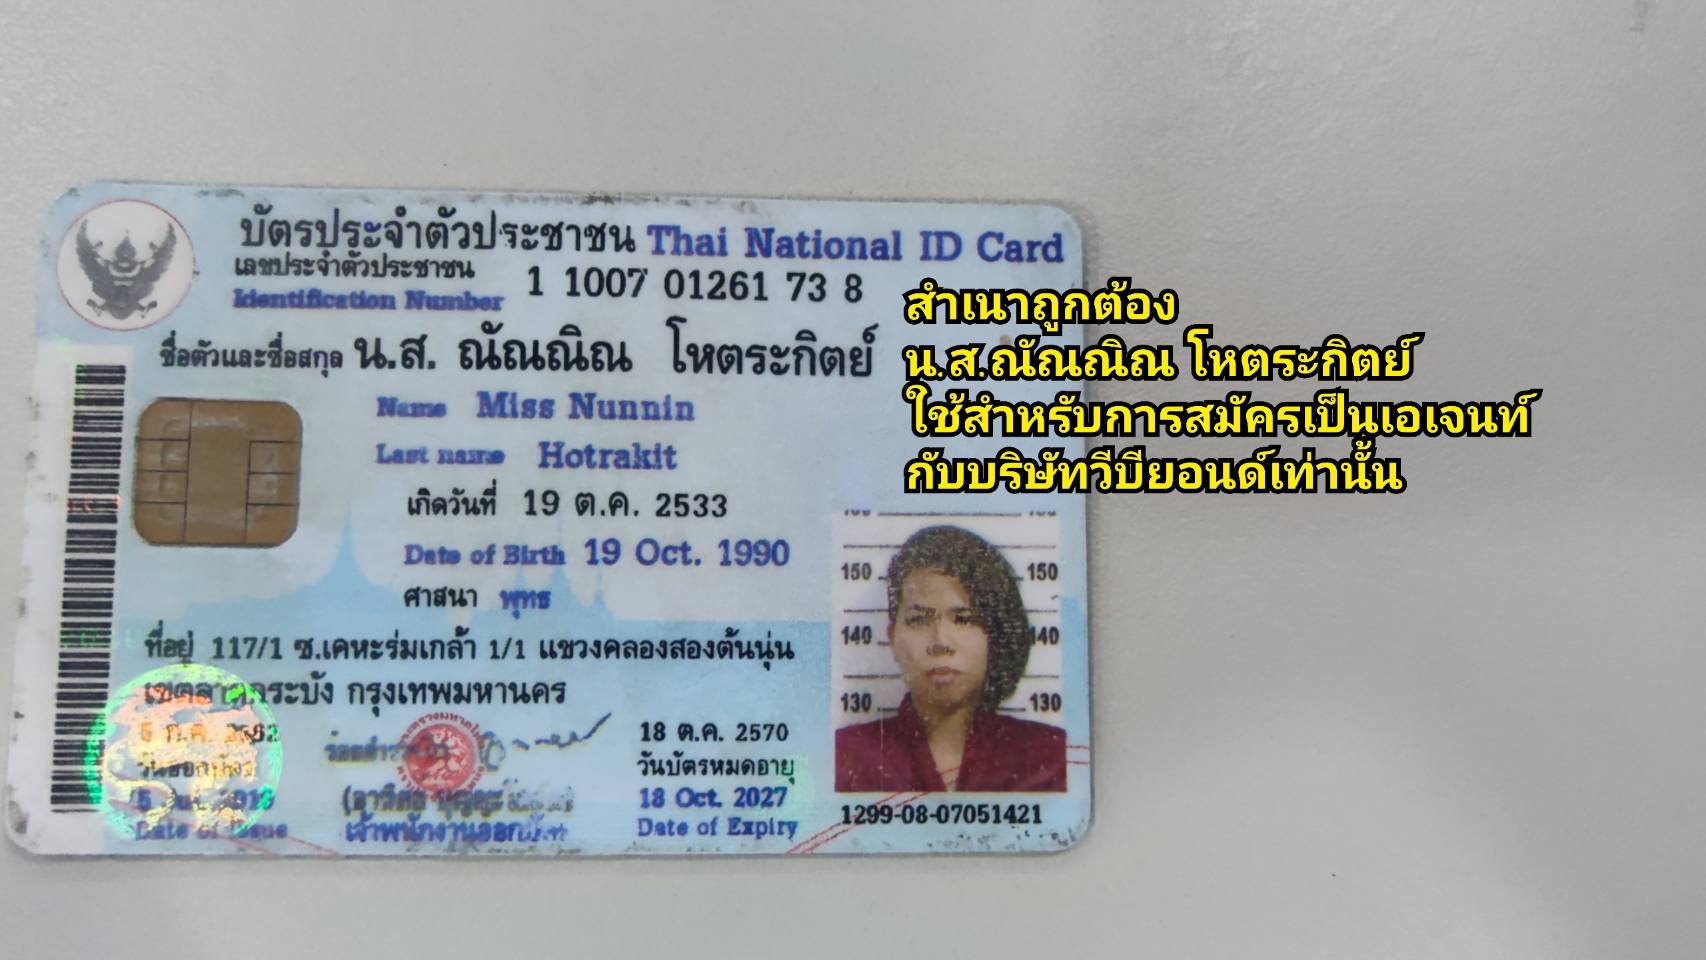 บัตรประจำตัวประชาชน Thai National ID Card
เลขประจำตัวประชาชน
Identification Number
1 1007 01261 73 8
ชื่อตัวและชื่อสกุล น.ส. ณัณณิณ โหตระกิตย์
Name Miss Nunnin
Last name Hotrakit
เกิดวันที่ 19 ต.ค. 2533
Date of Birth 19 Oct. 1990
ศาสนา พุทธ
ที่อยู่ 117/1 ซ.เคหะร่มเกล้า 1/1 แขวงคลองสองต้นนุ่น
เขตลาดกระบัง กรุงเทพมหานคร
วันออกบัตร
Date of Issue
เจ้าพนักงานออกบัตร
18 ต.ค. 2570
วันบัตรหมดอายุ
18 Oct. 2027
Date of Expiry
สำเนาถูกต้อง
น.ส.ณัณณิณ โหตระกิตย์
ใช้สำหรับการสมัครเป็นเอเจนท์
กับบริษัทวีบียอนด์เท่านั้น
150 150
140 140
130 130
1299-08-07051421